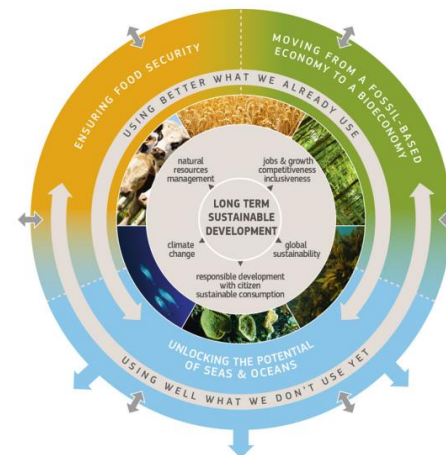 ENSURING FOOD SECURITY
MOVING FROM A FOSSIL-BASED
ECONOMY TO A BIOECONOMY
USING BETTER WHAT WE ALREADY USE
natural
resources
management
jobs & growth
competitiveness
inclusiveness
LONG TERM
SUSTAINABLE
DEVELOPMENT
climate
change
global
sustainability
responsible development
with citizen
sustainable consumption
UNLOCKING THE POTENTIAL
OF SEAS & OCEANS
USING WELL WHAT WE DON'T USE YET